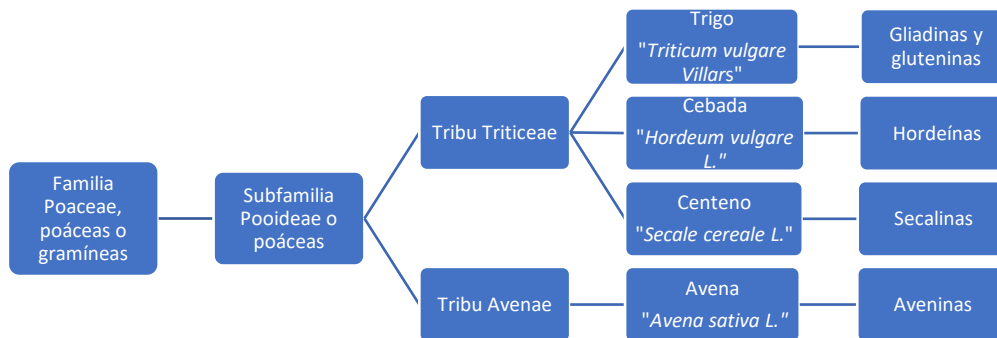 Familia
Poaceae,
poáceas o
gramíneas
Subfamilia
Pooideae o
poáceas
Tribu Triticeae
Trigo
"Triticum vulgare
Villars"
Gliadinas y
gluteninas
Cebada
"Hordeum vulgare
L."
Hordeínas
Centeno
"Secale cereale L."
Secalinas
Tribu Avenae
Avena
"Avena sativa L."
Aveninas